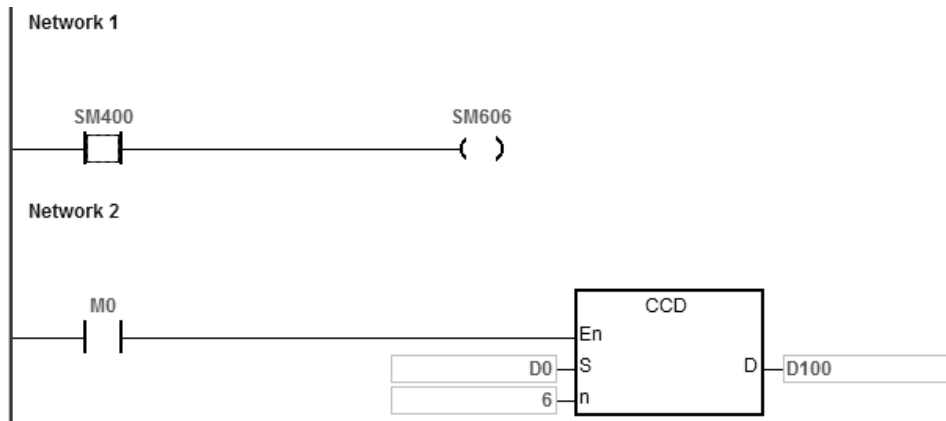 Network 1
SM400 SM606
Network 2
M0 CCD
En
D0 S D D100
6 n